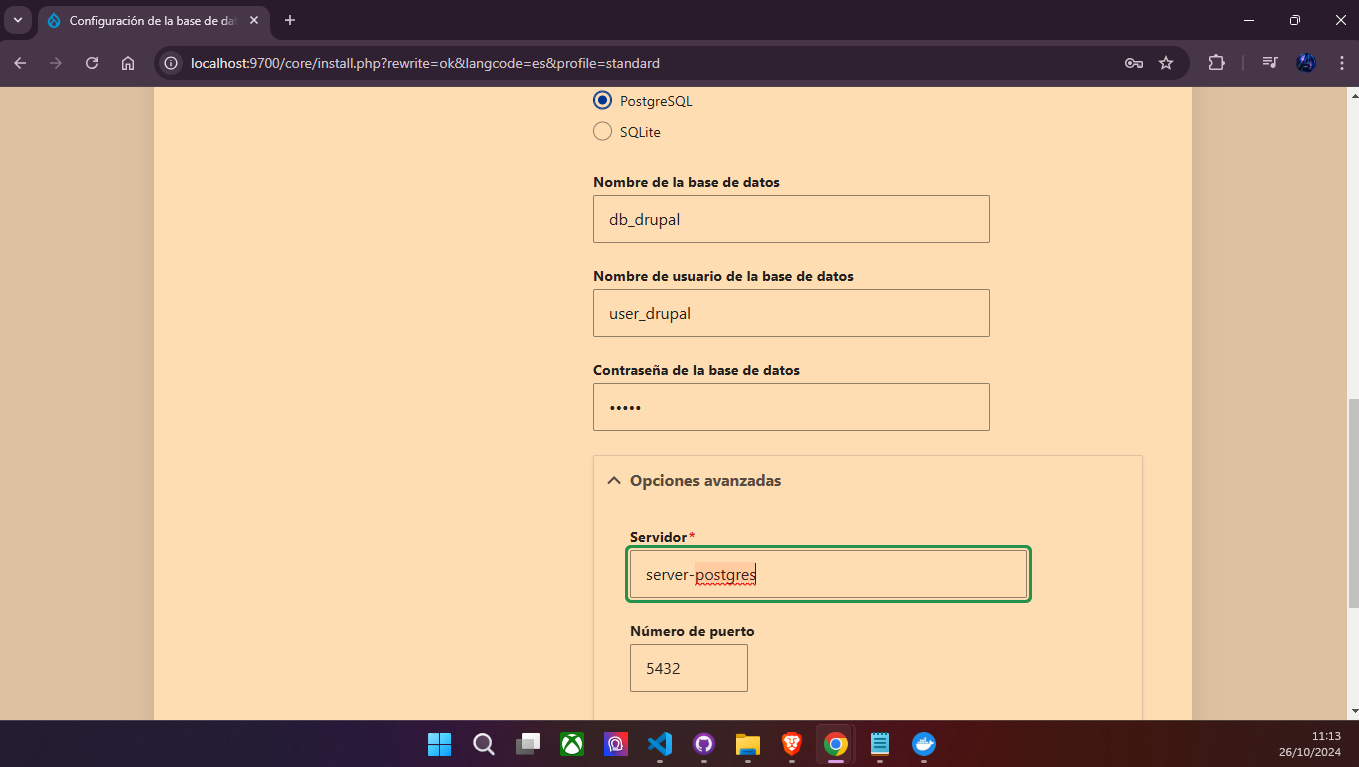 Configuración de la base de dat
localhost:9700/core/install.php?rewrite=ok&langcode=es&profile=standard
PostgreSQL
SQLite
Nombre de la base de datos
db_drupal
Nombre de usuario de la base de datos
user_drupal
Contraseña de la base de datos
•••••
Opciones avanzadas
Servidor*
server-postgres
Número de puerto
5432
11:13
26/10/2024